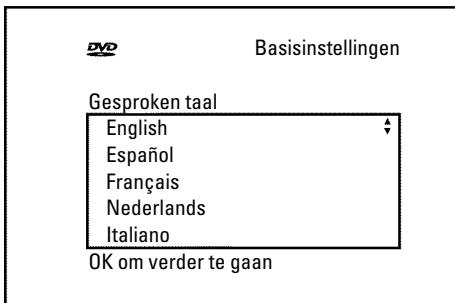 DVD Basisinstellingen
Gesproken taal
English
Español
Français
Nederlands
Italiano
OK om verder te gaan